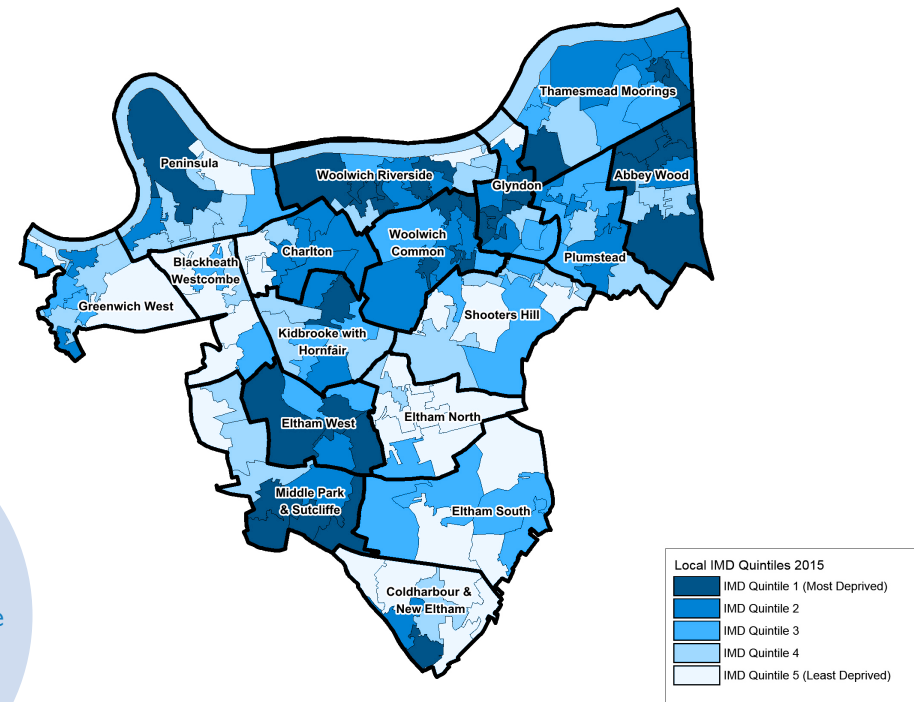 Thamesmead Moorings
Peninsula
Woolwich Riverside
Abbey Wood
Glyndon
Woolwich
Common
Charlton
Plumstead
Blackheath
Westcombe
Greenwich West
Shooters Hill
Kidbrooke with
Hornfair
Eltham West
Eltham North
Middle Park
& Sutcliffe
Eltham South
Coldharbour &
New Eltham
e
Local IMD Quintiles 2015
IMD Quintile 1 (Most Deprived)
IMD Quintile 2
IMD Quintile 3
IMD Quintile 4
IMD Quintile 5 (Least Deprived)